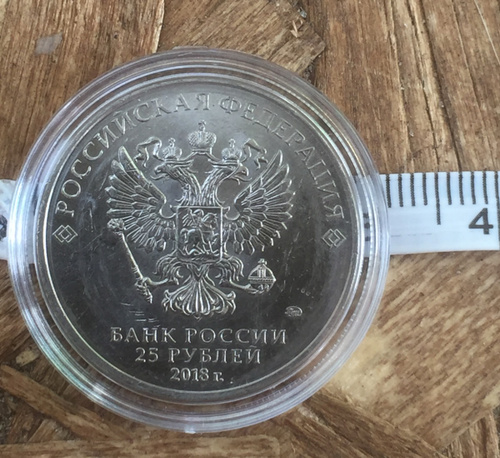 РОССИЙСКАЯ ФЕДЕРАЦИЯ
БАНК РОССИИ
25 РУБЛЕЙ
2018 г.
4